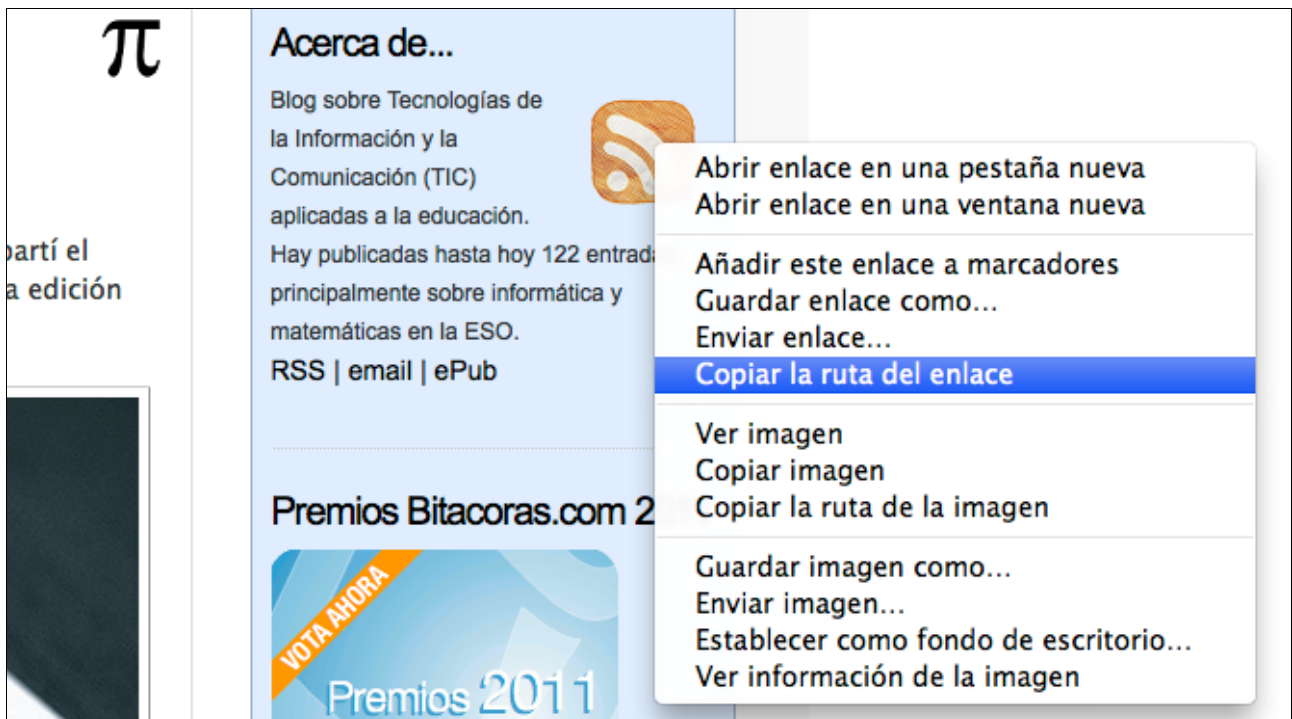 π
partí el
a edición
Acerca de...
Blog sobre Tecnologías de
la Información y la
Comunicación (TIC)
aplicadas a la educación.
Hay publicadas hasta hoy 122 entrad
principalmente sobre informática y
matemáticas en la ESO.
RSS | email | ePub
Premios Bitacoras.com 2
VOTA AHORA
Premios 2011
Abrir enlace en una pestaña nueva
Abrir enlace en una ventana nueva
Añadir este enlace a marcadores
Guardar enlace como...
Enviar enlace...
Copiar la ruta del enlace
Ver imagen
Copiar imagen
Copiar la ruta de la imagen
Guardar imagen como...
Enviar imagen...
Establecer como fondo de escritorio...
Ver información de la imagen